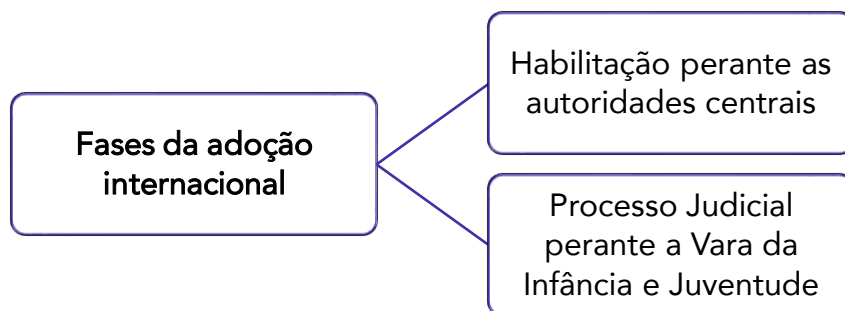 Fases da adoção
internacional
Habilitação perante as
autoridades centrais
Processo Judicial
perante a Vara da
Infância e Juventude